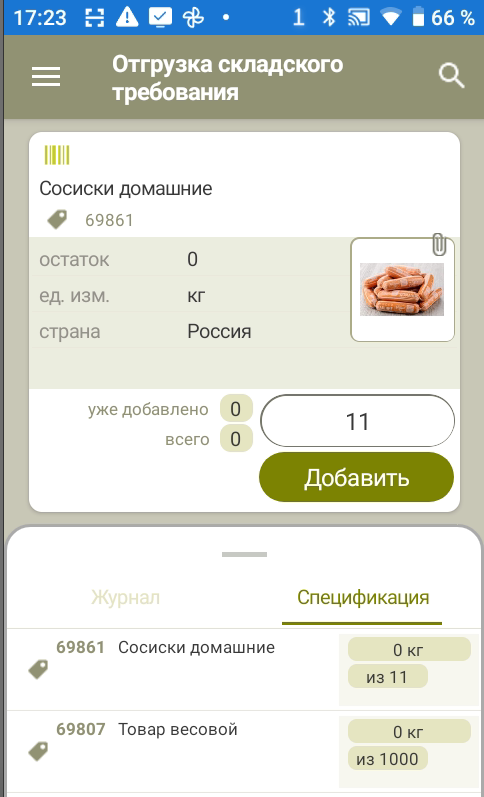 17:23 1 66 %
Отгрузка складского
требования
Сосиски домашние
69861
остаток 0
ед. изм. кг
страна Россия
уже добавлено 0
всего 0
11
Добавить
Журнал Спецификация
69861 Сосиски домашние 0 кг
из 11
69807 Товар весовой 0 кг
из 1000